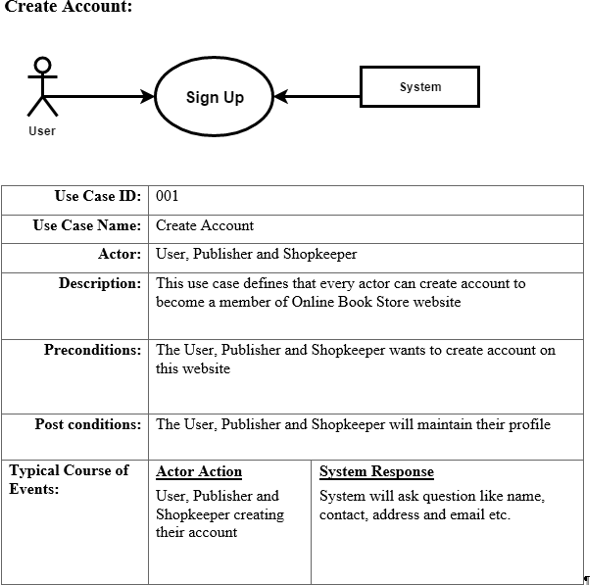 Create Account:
Sign Up
System
User
Use Case ID: 001
Use Case Name: Create Account
Actor: User, Publisher and Shopkeeper
Description: This use case defines that every actor can create account to
become a member of Online Book Store website
Preconditions: The User, Publisher and Shopkeeper wants to create account on
this website
Post conditions: The User, Publisher and Shopkeeper will maintain their profile
Typical Course of
Events:
Actor Action
User, Publisher and
Shopkeeper creating
their account
System Response
System will ask question like name,
contact, address and email etc.
¶